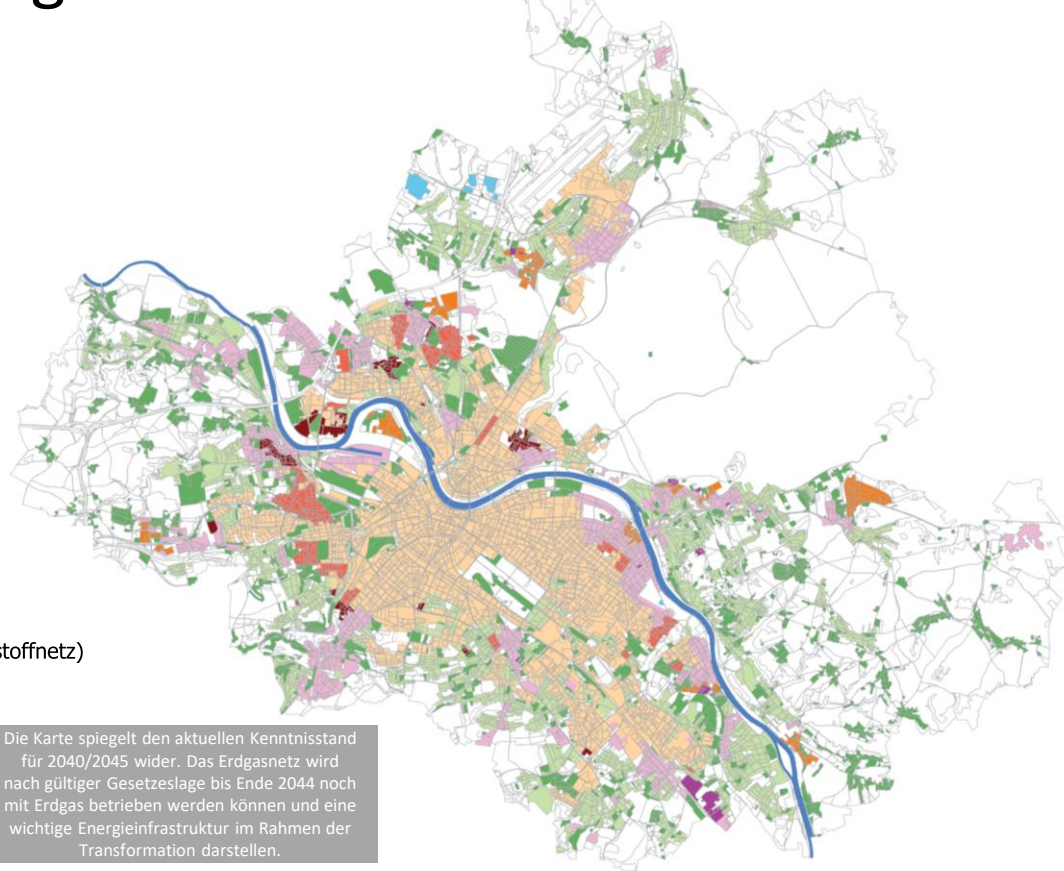 g
stoffnetz)
Die Karte spiegelt den aktuellen Kenntnisstand
für 2040/2045 wider. Das Erdgasnetz wird
nach gültiger Gesetzeslage bis Ende 2044 noch
mit Erdgas betrieben werden können und eine
wichtige Energieinfrastruktur im Rahmen der
Transformation darstellen.